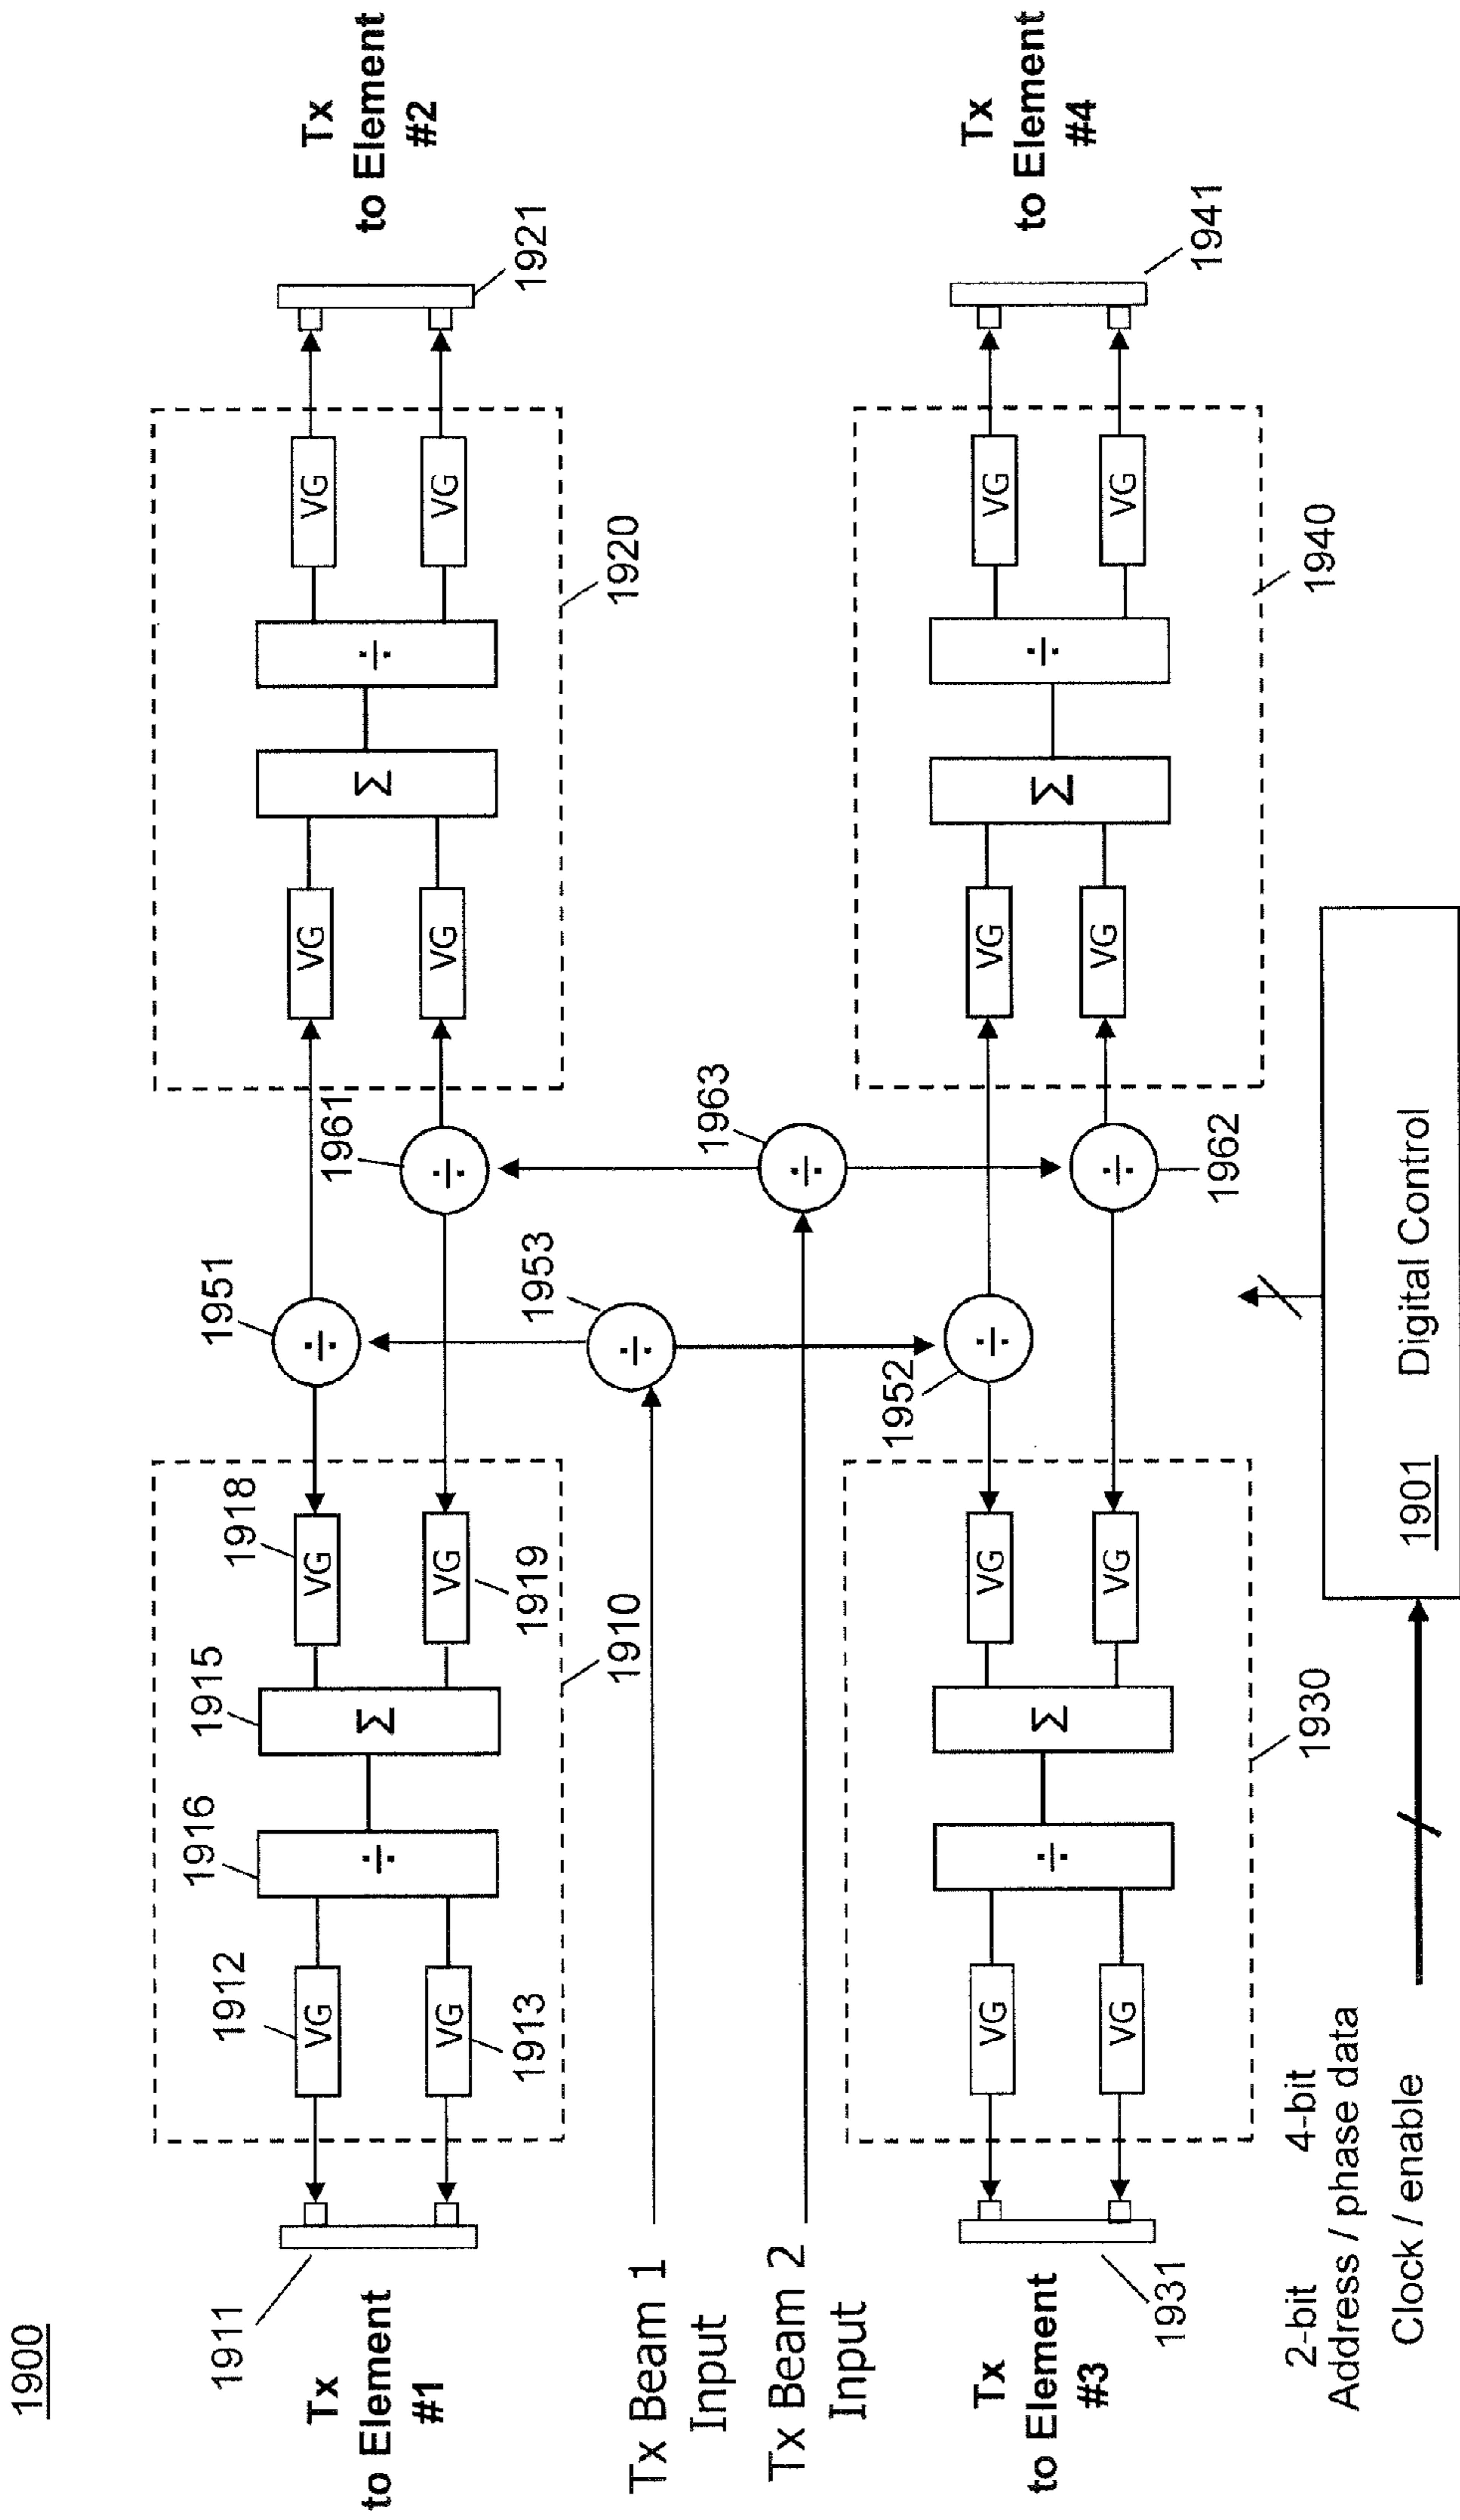 1900
1911
Tx
to Element
#1
1912
VG
1913
VG
1916
÷
1915
Σ
1918
VG
1919
VG
1910
1951
÷
1961
÷
VG
VG
Σ
÷
VG
VG
1920
1921
Tx
to Element
#2
Tx Beam 1
Input
1953
÷
Tx Beam 2
Input
1963
÷
Tx
to Element
#3
1931
VG
VG
÷
Σ
VG
VG
1930
1952
÷
1962
÷
VG
VG
Σ
÷
VG
VG
1940
1941
Tx
to Element
#4
2-bit 4-bit
Address / phase data
Clock / enable
1901 Digital Control